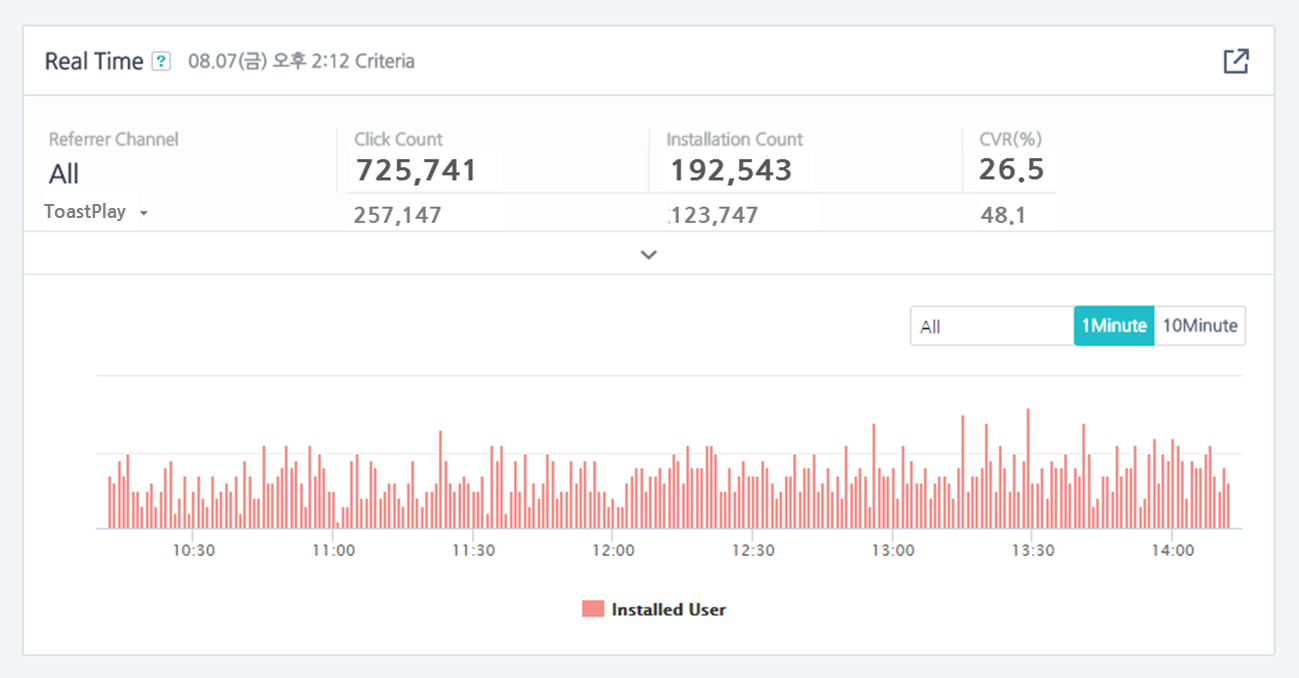 Real Time ? 08.07(금) 오후 2:12 Criteria
Referrer Channel Click Count Installation Count CVR(%)
All 725,741 192,543 26.5
ToastPlay 257,147 123,747 48.1
All 1Minute 10Minute
10:30 11:00 11:30 12:00 12:30 13:00 13:30 14:00
Installed User